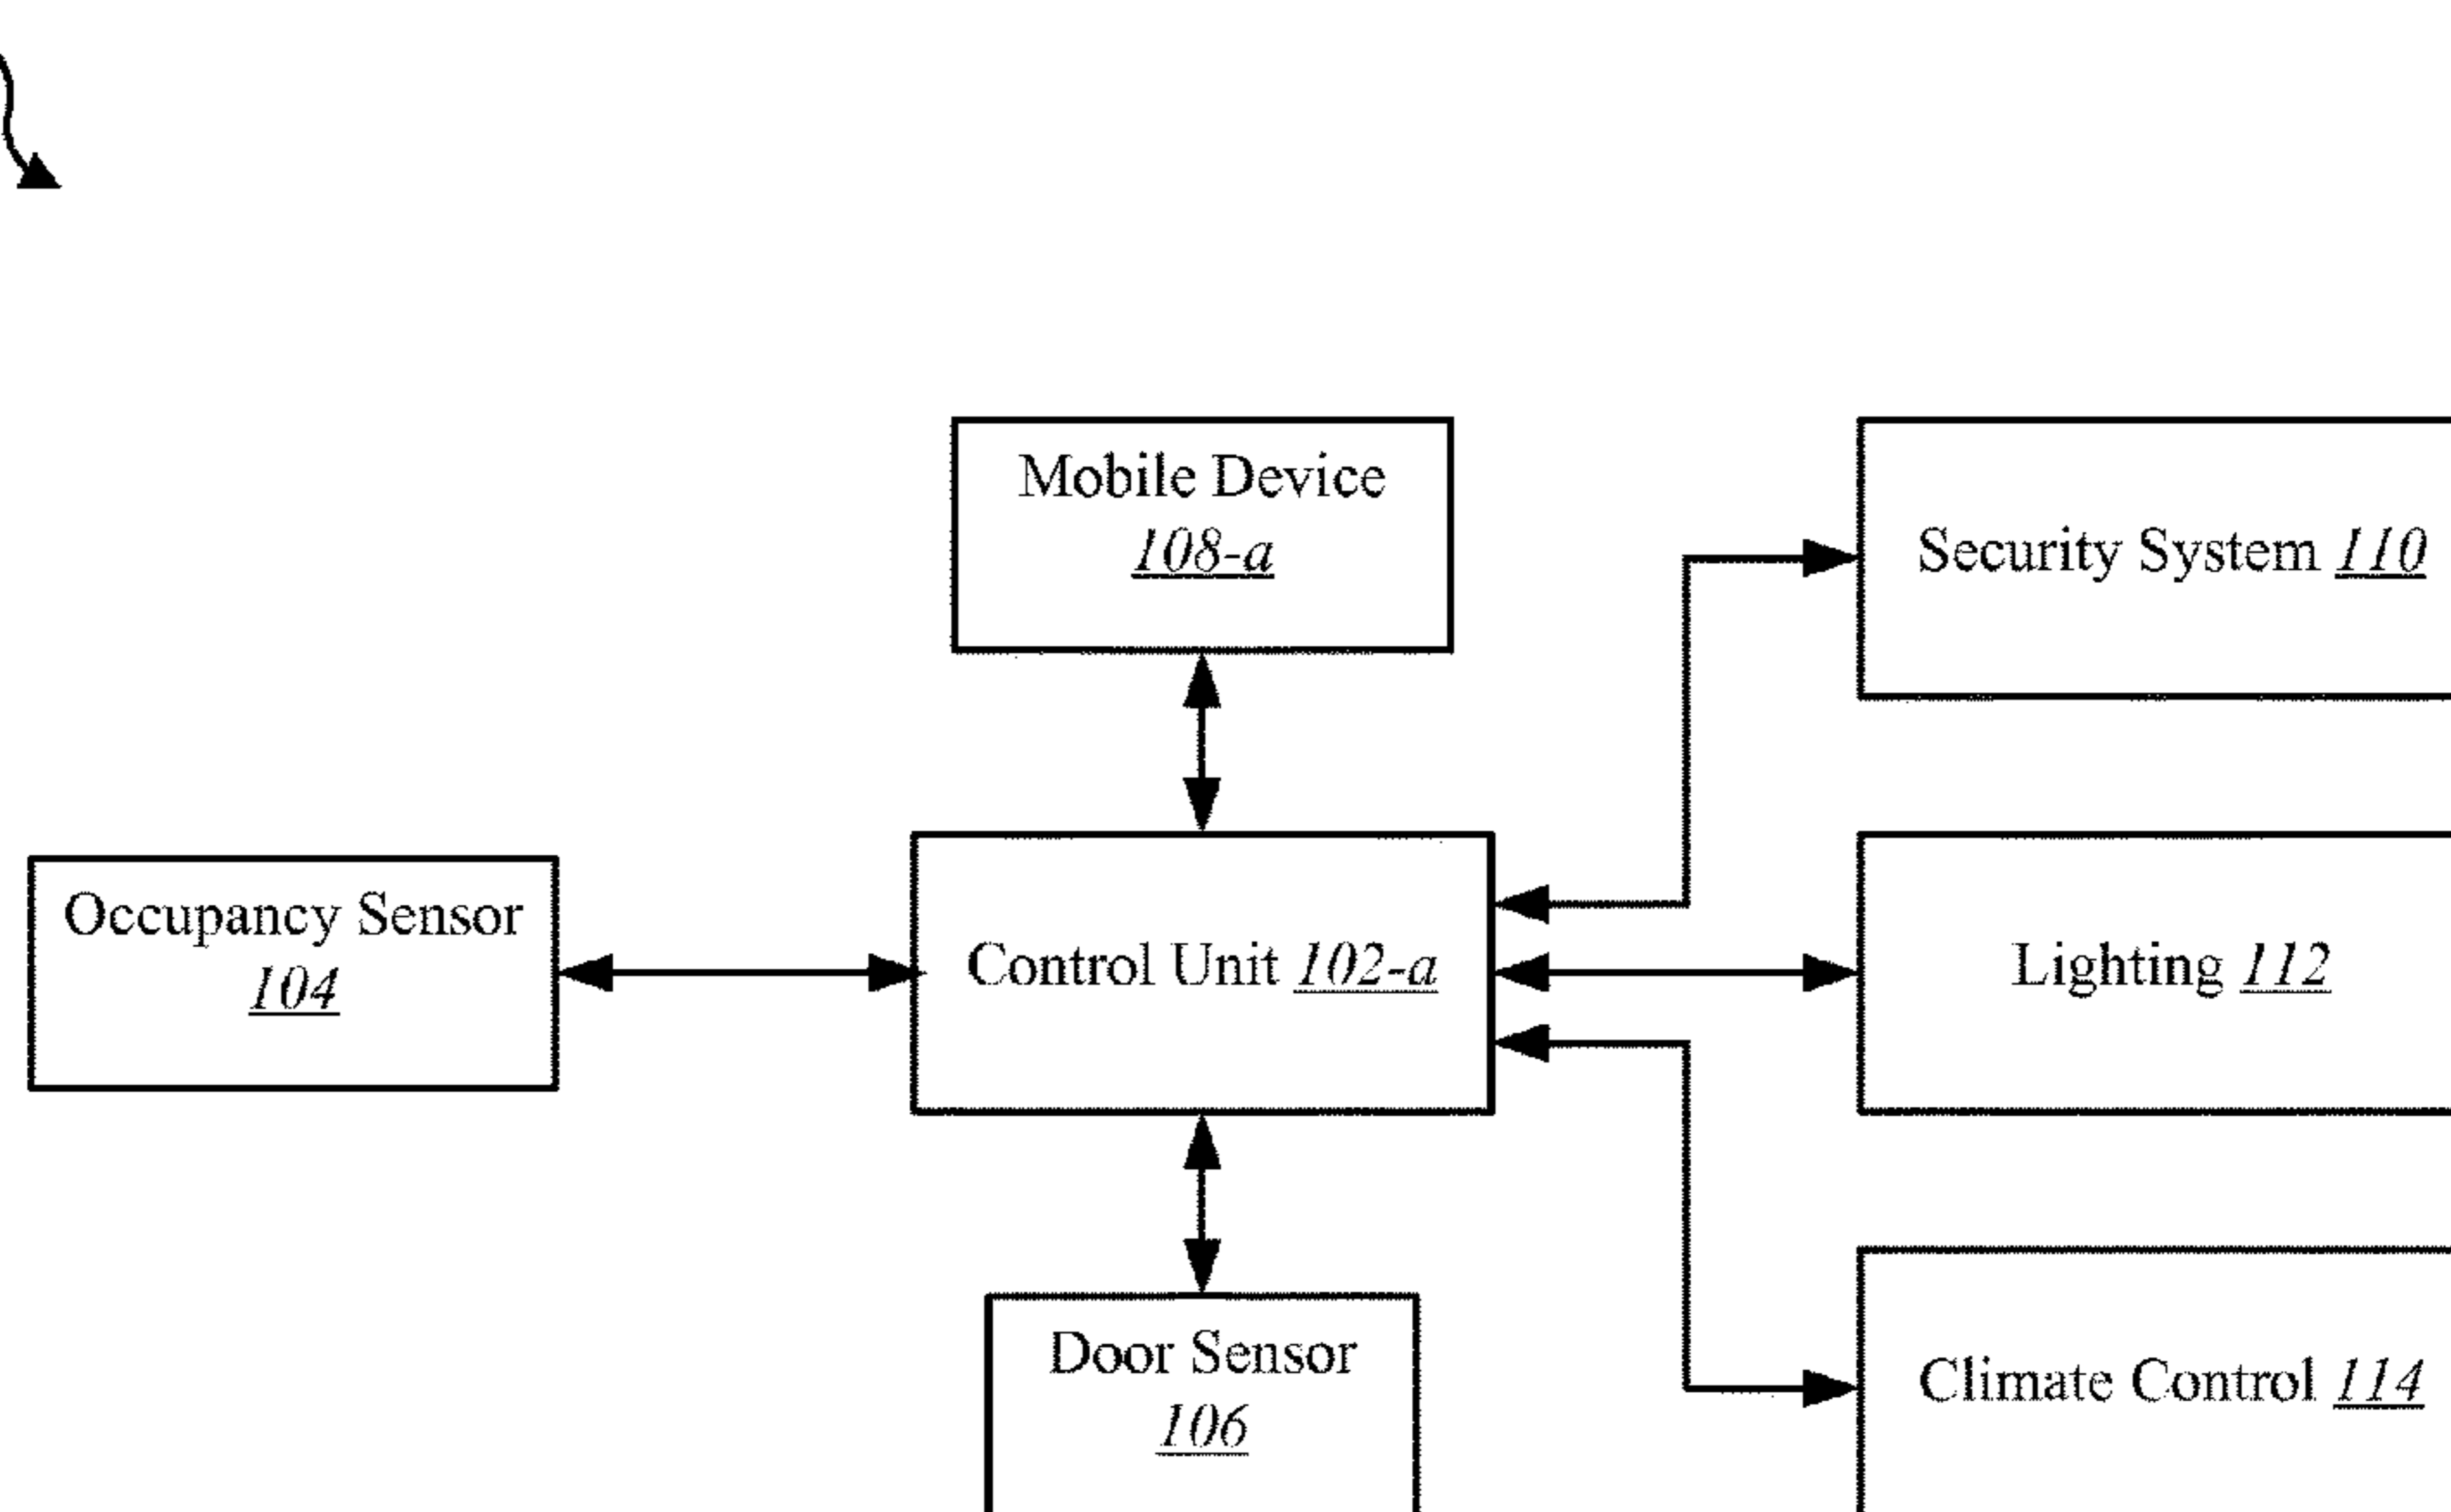 Mobile Device
108-a
Security System 110
Occupancy Sensor
104
Control Unit 102-a
Lighting 112
Door Sensor
106
Climate Control 114